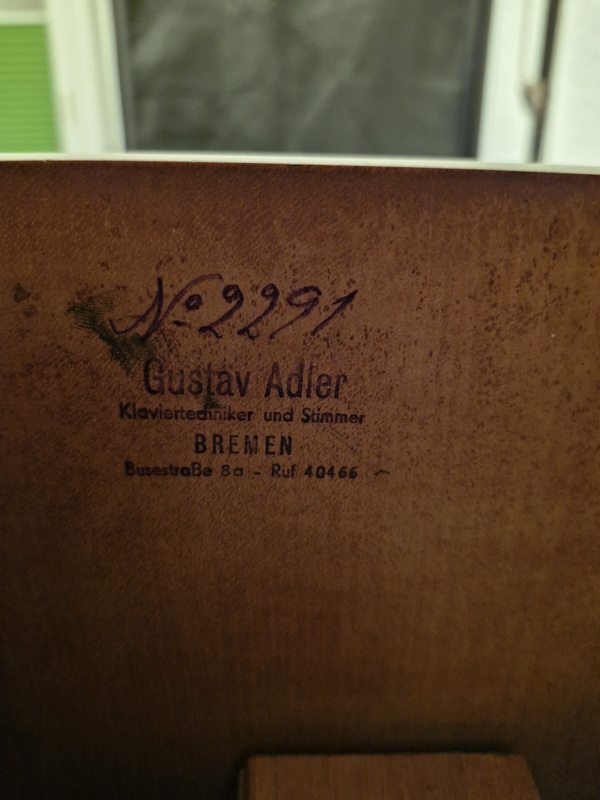 No 2291
Gustav Adler
Klaviertechniker und Stimmer
BREMEN
Busestraße 8a - Ruf 40466